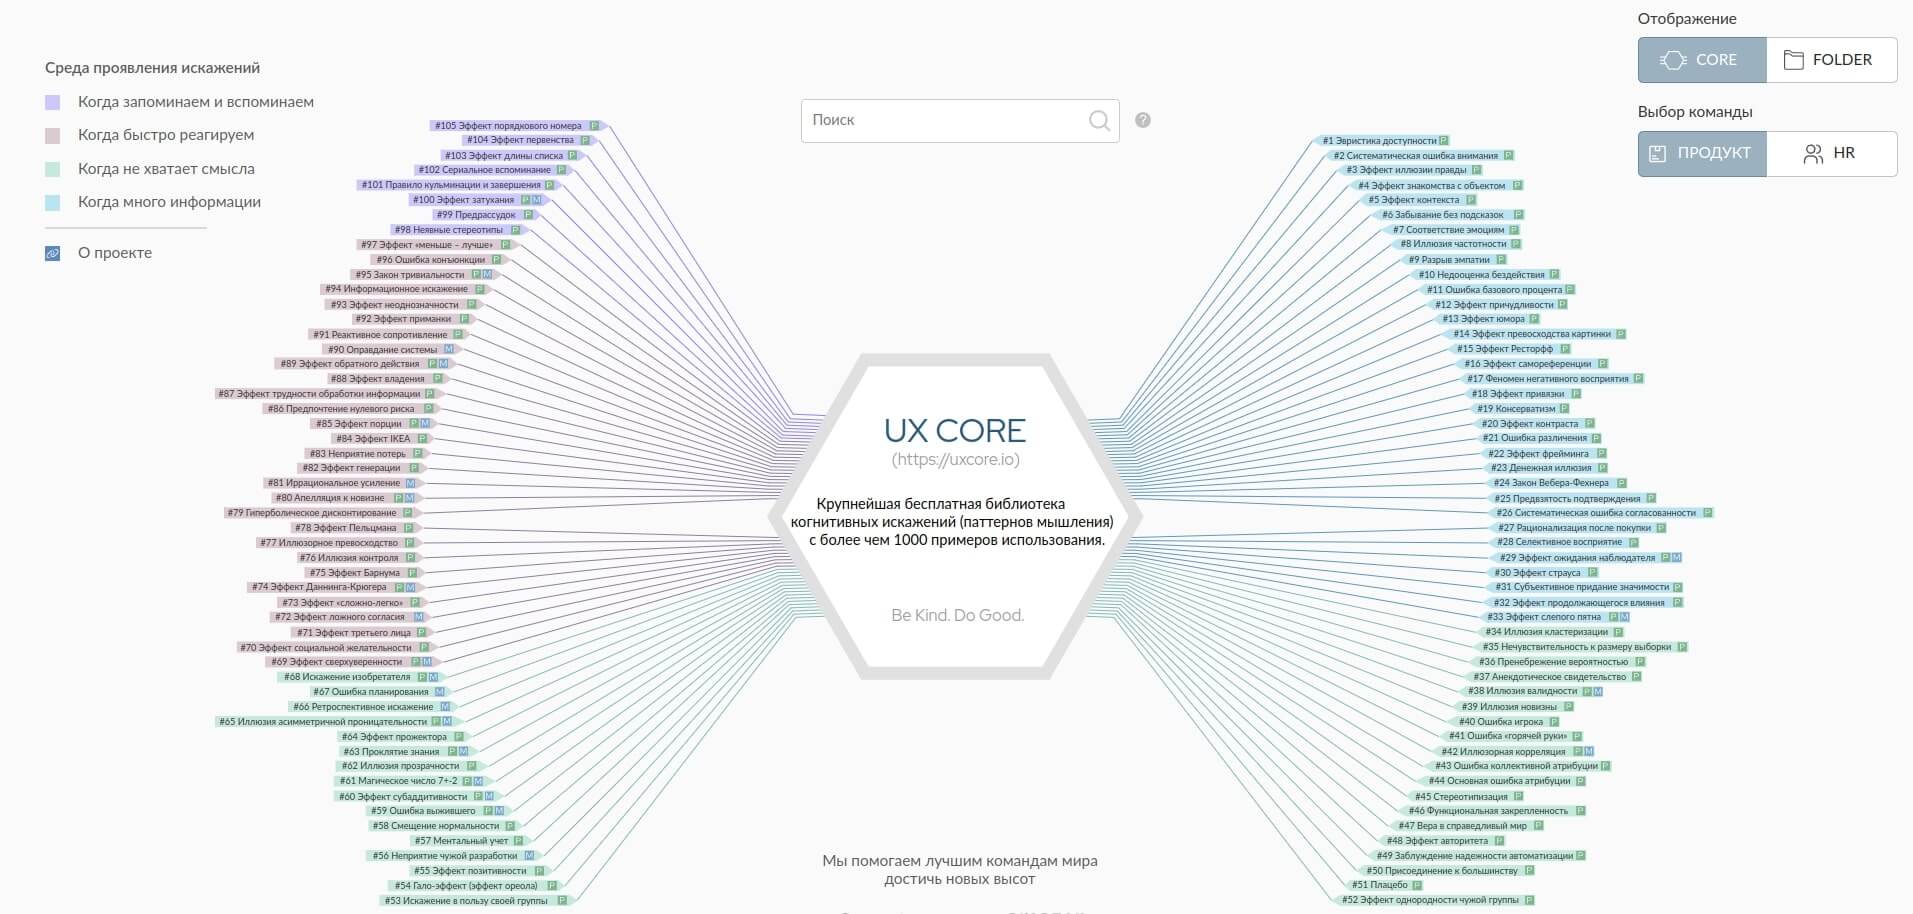 Среда проявления искажений
Когда запоминаем и вспоминаем
Когда быстро реагируем
Когда не хватает смысла
Когда много информации
О проекте
Поиск
?
Отображение
CORE
FOLDER
Выбор команды
ПРОДУКТ
HR
#105 Эффект порядкового номера P
#104 Эффект первенства P
#103 Эффект длины списка P
#102 Сериальное вспоминание P
#101 Правило кульминации и завершения P
#100 Эффект затухания P M
#99 Предрассудок P
#98 Неявные стереотипы P
#97 Эффект «меньше – лучше» P
#96 Ошибка конъюнкции P
#95 Закон тривиальности P M
#94 Информационное искажение P
#93 Эффект неоднозначности P
#92 Эффект приманки P
#91 Реактивное сопротивление P
#90 Оправдание системы M
#89 Эффект обратного действия P M
#88 Эффект владения P
#87 Эффект трудности обработки информации P
#86 Предпочтение нулевого риска P
#85 Эффект порции P M
#84 Эффект IKEA P
#83 Неприятие потерь P
#82 Эффект генерации P
#81 Иррациональное усиление M
#80 Апелляция к новизне P M
#79 Гиперболическое дисконтирование P
#78 Эффект Пельцмана P
#77 Иллюзорное превосходство P
#76 Иллюзия контроля P
#75 Эффект Барнума P
#74 Эффект Даннинга-Крюгера P M
#73 Эффект «сложно-легко» P
#72 Эффект ложного согласия M
#71 Эффект третьего лица P
#70 Эффект социальной желательности P
#69 Эффект сверхуверенности P M
#68 Искажение изобретателя P M
#67 Ошибка планирования M
#66 Ретроспективное искажение M
#65 Иллюзия асимметричной проницательности P M
#64 Эффект прожектора P
#63 Проклятие знания P M
#62 Иллюзия прозрачности P
#61 Магическое число 7+-2 P M
#60 Эффект субаддитивности P M
#59 Ошибка выжившего P M
#58 Смещение нормальности P
#57 Ментальный учет P
#56 Неприятие чужой разработки M
#55 Эффект позитивности P
#54 Гало-эффект (эффект ореола) P
#53 Искажение в пользу своей группы P
UX CORE
(https://uxcore.io)
Крупнейшая бесплатная библиотека
когнитивных искажений (паттернов мышления)
с более чем 1000 примеров использования.
Be Kind. Do Good.
Мы помогаем лучшим командам мира
достичь новых высот
#1 Эвристика доступности P
#2 Систематическая ошибка внимания P
#3 Эффект иллюзии правды P
#4 Эффект знакомства с объектом P
#5 Эффект контекста P
#6 Забывание без подсказок P
#7 Соответствие эмоциям P
#8 Иллюзия частотности P
#9 Разрыв эмпатии P
#10 Недооценка бездействия P
#11 Ошибка базового процента P
#12 Эффект причудливости P
#13 Эффект юмора P
#14 Эффект превосходства картинки P
#15 Эффект Ресторфф P
#16 Эффект самореференции P
#17 Феномен негативного восприятия P
#18 Эффект привязки P
#19 Консерватизм P
#20 Эффект контраста P
#21 Ошибка различения P
#22 Эффект фрейминга P
#23 Денежная иллюзия P
#24 Закон Вебера-Фехнера P
#25 Предвзятость подтверждения P
#26 Систематическая ошибка согласованности P
#27 Рационализация после покупки P
#28 Селективное восприятие P
#29 Эффект ожидания наблюдателя P M
#30 Эффект страуса P
#31 Субъективное придание значимости P
#32 Эффект продолжающегося влияния P
#33 Эффект слепого пятна P M
#34 Иллюзия кластеризации P
#35 Нечувствительность к размеру выборки P
#36 Пренебрежение вероятностью P
#37 Анекдотическое свидетельство P
#38 Иллюзия валидности P M
#39 Иллюзия новизны P
#40 Ошибка игрока P
#41 Ошибка «горячей руки» P
#42 Иллюзорная корреляция P M
#43 Ошибка коллективной атрибуции P
#44 Основная ошибка атрибуции P
#45 Стереотипизация P
#46 Функциональная закрепленность P
#47 Вера в справедливый мир P
#48 Эффект авторитета P
#49 Заблуждение надежности автоматизации P
#50 Присоединение к большинству P
#51 Плацебо P
#52 Эффект однородности чужой группы P